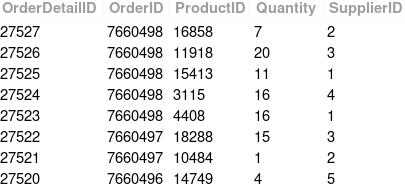 OrderDetailID OrderID ProductID Quantity SupplierID
27527 7660498 16858 7 2
27526 7660498 11918 20 3
27525 7660498 15413 11 1
27524 7660498 3115 16 4
27523 7660498 4408 16 1
27522 7660497 18288 15 3
27521 7660497 10484 1 2
27520 7660496 14749 4 5